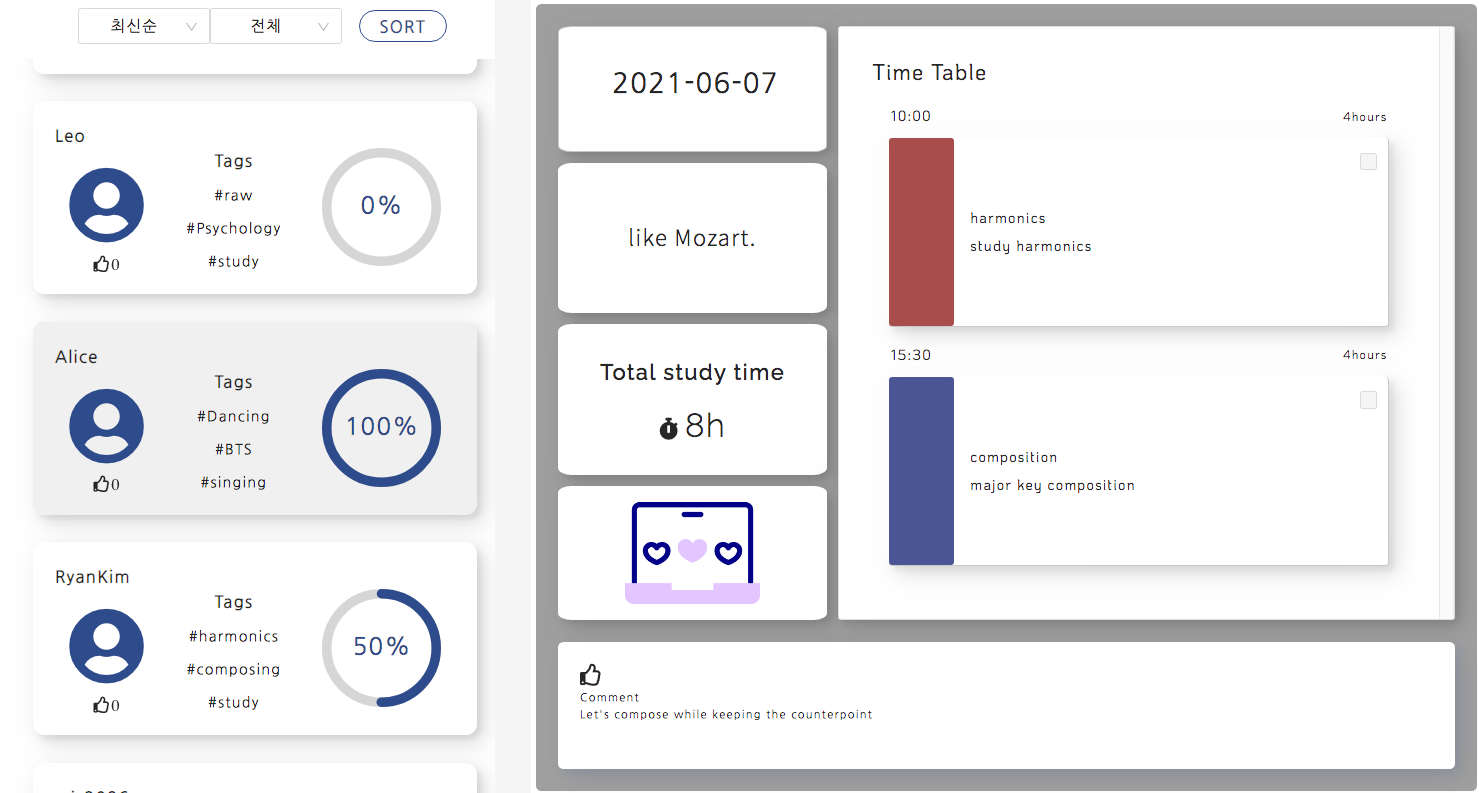 최신순
전체
SORT
Leo
Tags
#raw
#Psychology
#study
0
0%
Alice
Tags
#Dancing
#BTS
#singing
0
100%
RyanKim
Tags
#harmonics
#composing
#study
0
50%
2021-06-07
like Mozart.
Total study time
8h
Time Table
10:00
4hours
harmonics
study harmonics
15:30
4hours
composition
major key composition
Comment
Let's compose while keeping the counterpoint